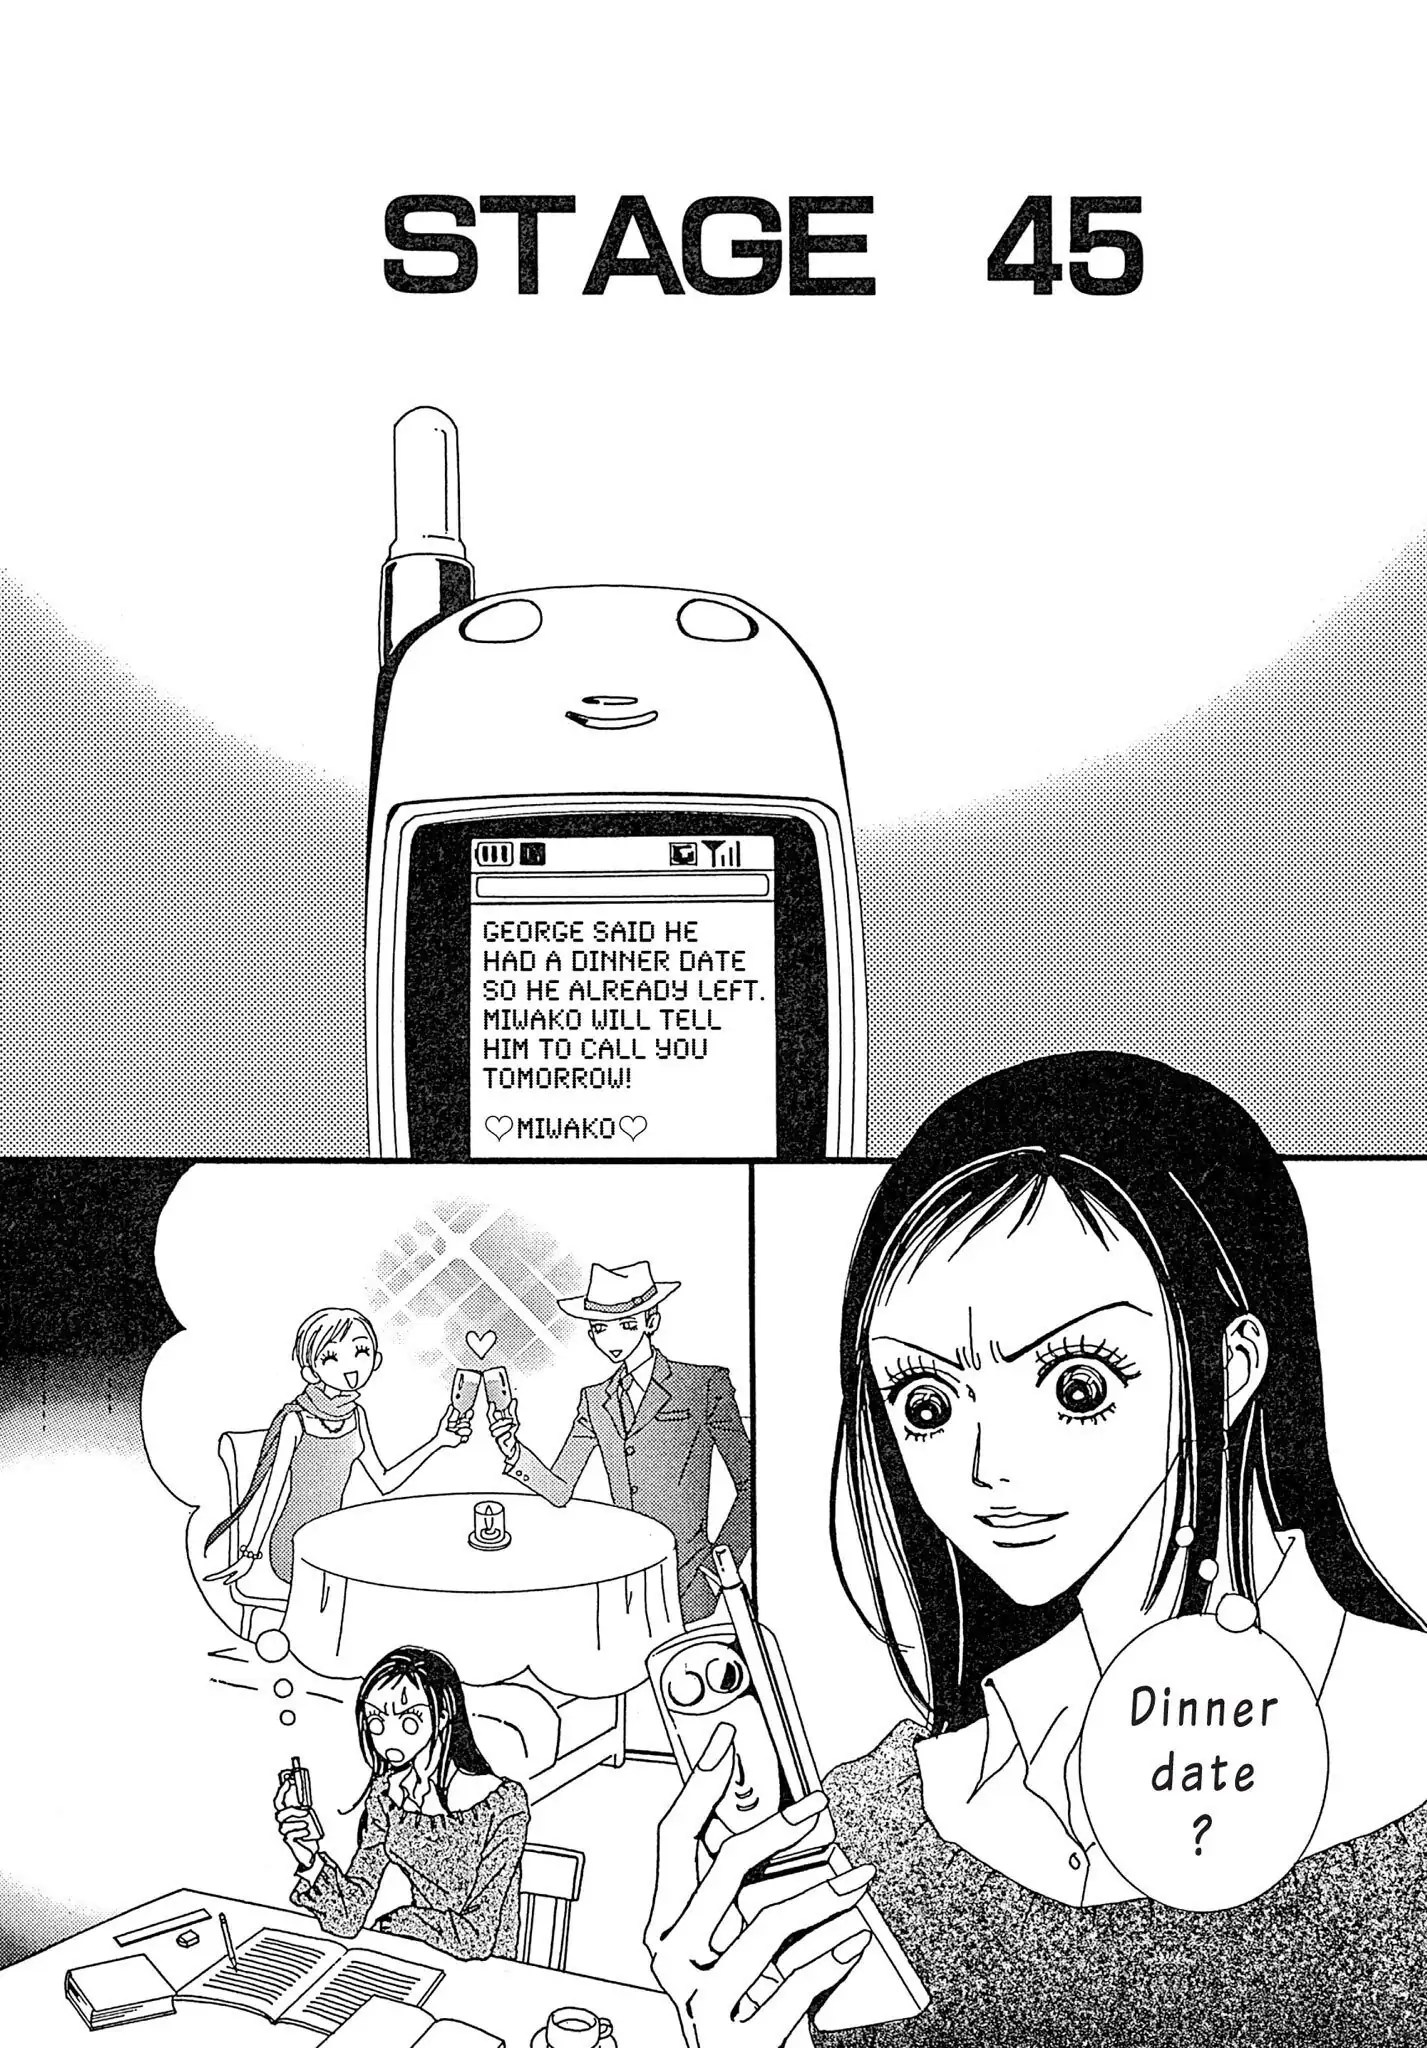 STAGE 45
GEORGE SAID HE
HAD A DINNER DATE
SO HE ALREADY LEFT.
MIWAKO WILL TELL
HIM TO CALL YOU
TOMORROW!
♡MIWAKO♡
Dinner
date
?